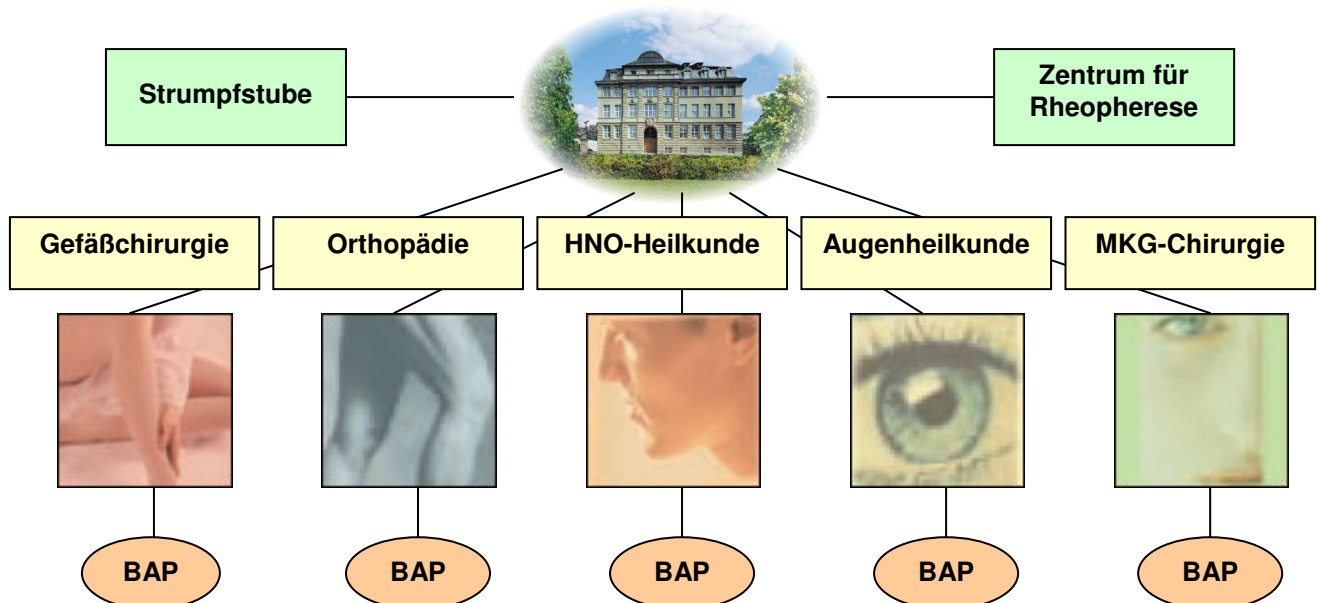 Strumpfstube
Zentrum für
Rheopherese
Gefäßchirurgie
Orthopädie
HNO-Heilkunde
Augenheilkunde
MKG-Chirurgie
BAP
BAP
BAP
BAP
BAP